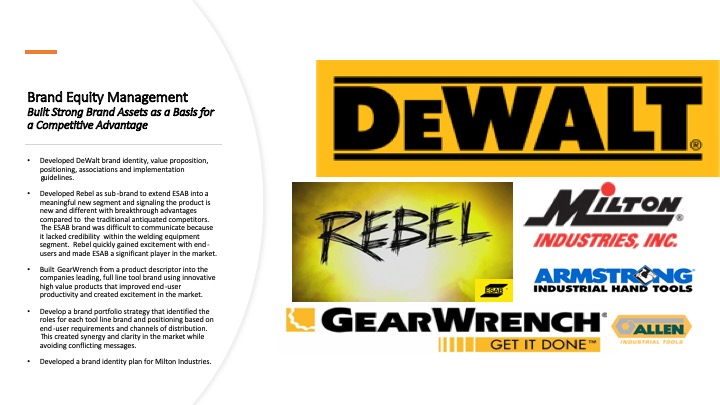 Brand Equity Management
Built Strong Brand Assets as a Basis for
a Competitive Advantage
• Developed DeWalt brand identity, value proposition,
positioning, associations and implementation
guidelines.
• Developed Rebel as sub-brand to extend ESAB into a
meaningful new segment and signaling the product is
new and different with breakthrough advantages
compared to the traditional antiquated competitors.
The ESAB brand was difficult to communicate because
it lacked credibility within the welding equipment
segment. Rebel quickly gained excitement with end-
users and made ESAB a significant player in the market.
• Built GearWrench from a product descriptor into the
companies leading, full line tool brand using innovative
high value products that improved end-user
productivity and created excitement in the market.
• Develop a brand portfolio strategy that identified the
roles for each tool line brand and positioning based on
end-user requirements and channels of distribution.
This created synergy and clarity in the market while
avoiding conflicting messages.
• Developed a brand identity plan for Milton Industries.
DEWALT®
REBEL
ESAB
MILTON®
INDUSTRIES, INC.
ARMSTRONG®
INDUSTRIAL HAND TOOLS
GEARWRENCH®
GET IT DONE™
ALLEN
INDUSTRIAL TOOLS